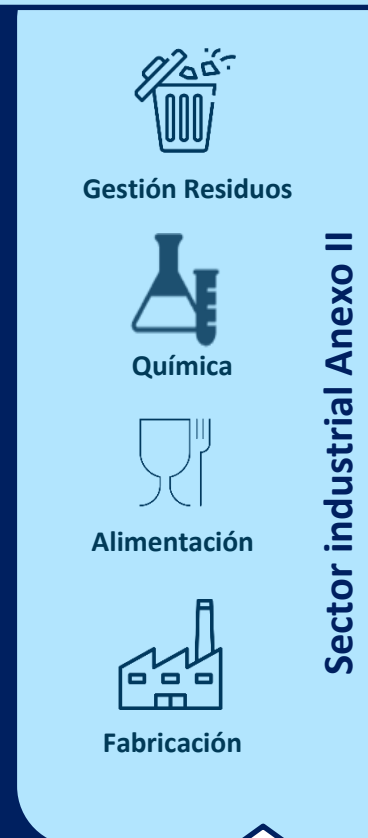 Gestión Residuos
Química
Alimentación
Fabricación
Sector industrial Anexo II